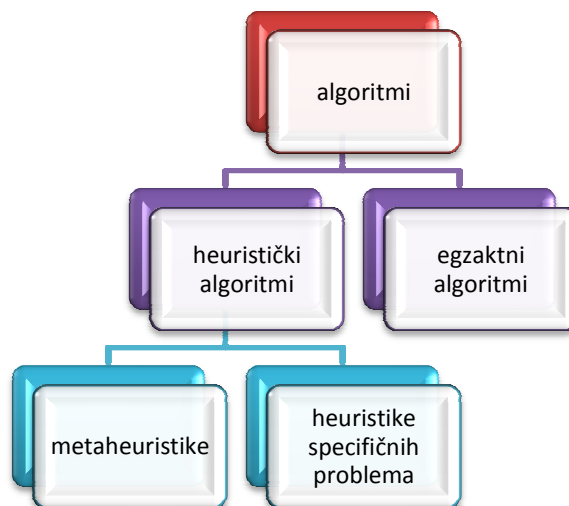 algoritmi
heuristički
algoritmi
egzaktni
algoritmi
metaheuristike
heuristike
specifičnih
problema